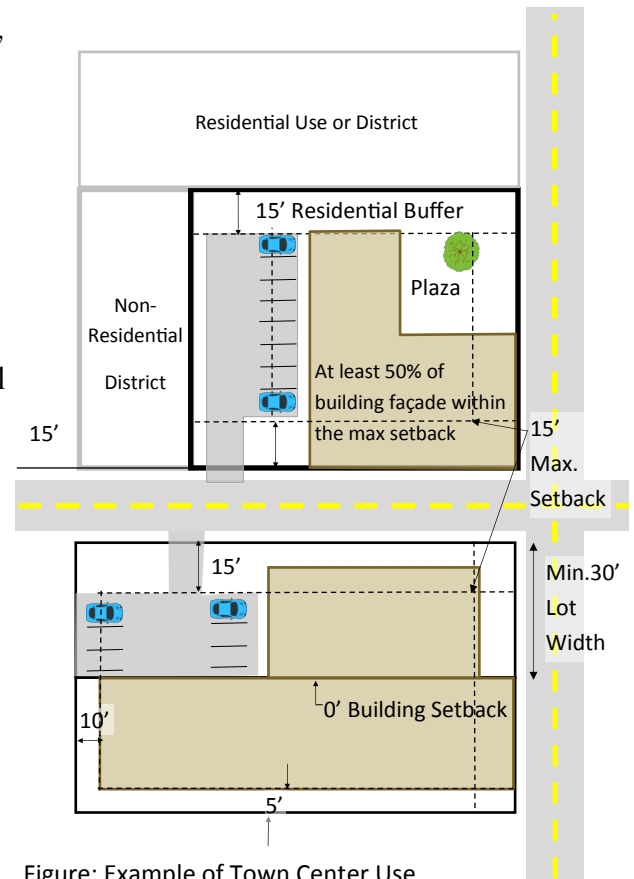 ,
Residential Use or District
15’ Residential Buffer
Plaza
Non-
Residential
District
At least 50% of
building façade within
the max setback
l
15’
15’
Max.
Setback
15’
Min.30’
Lot
Width
0’ Building Setback
10’
5’
Figure: Example of Town Center Use